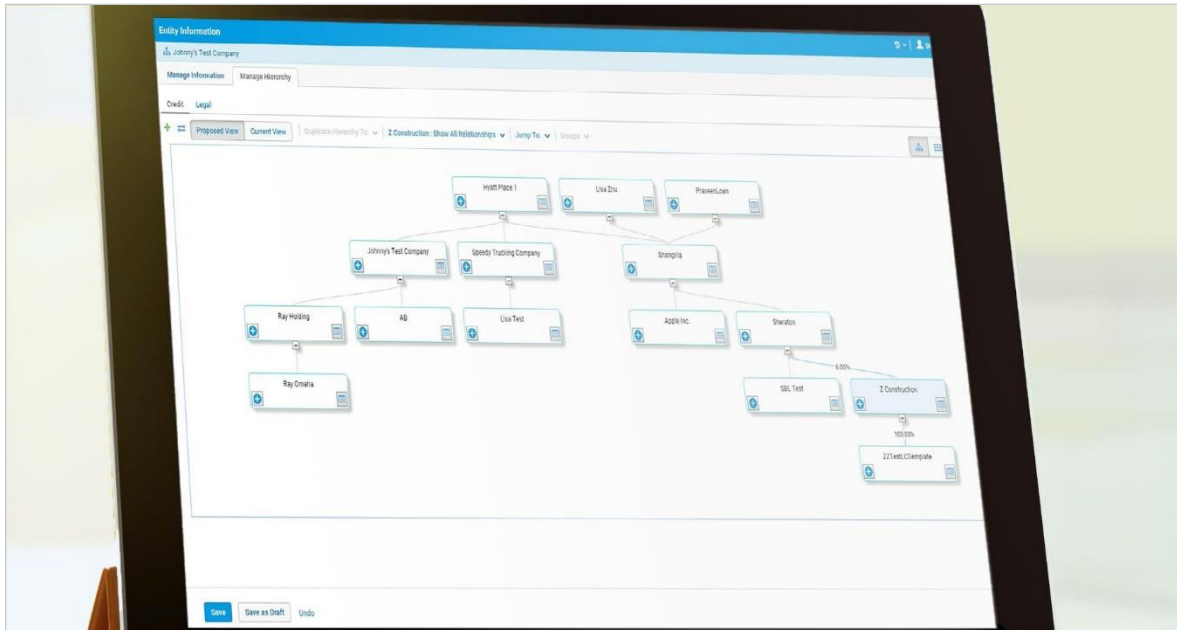 Entity Information
Johnny's Test Company
Manage Information Manage Hierarchy
Credit Legal
Proposed View Current View Duplicate Hierarchy To: Z Construction : Show All Relationships Jump To: Groups
Hyatt Place 1 Lisa Zhu PraveenLoan
Johnny's Test Company Speedy Trucking Company Shangrila
Ray Holding AB Lisa Test Apple Inc. Sheraton
Ray Omaha SBL Test Z Construction
100.00%
ZZTestLCTemplate
Save Save as Draft Undo